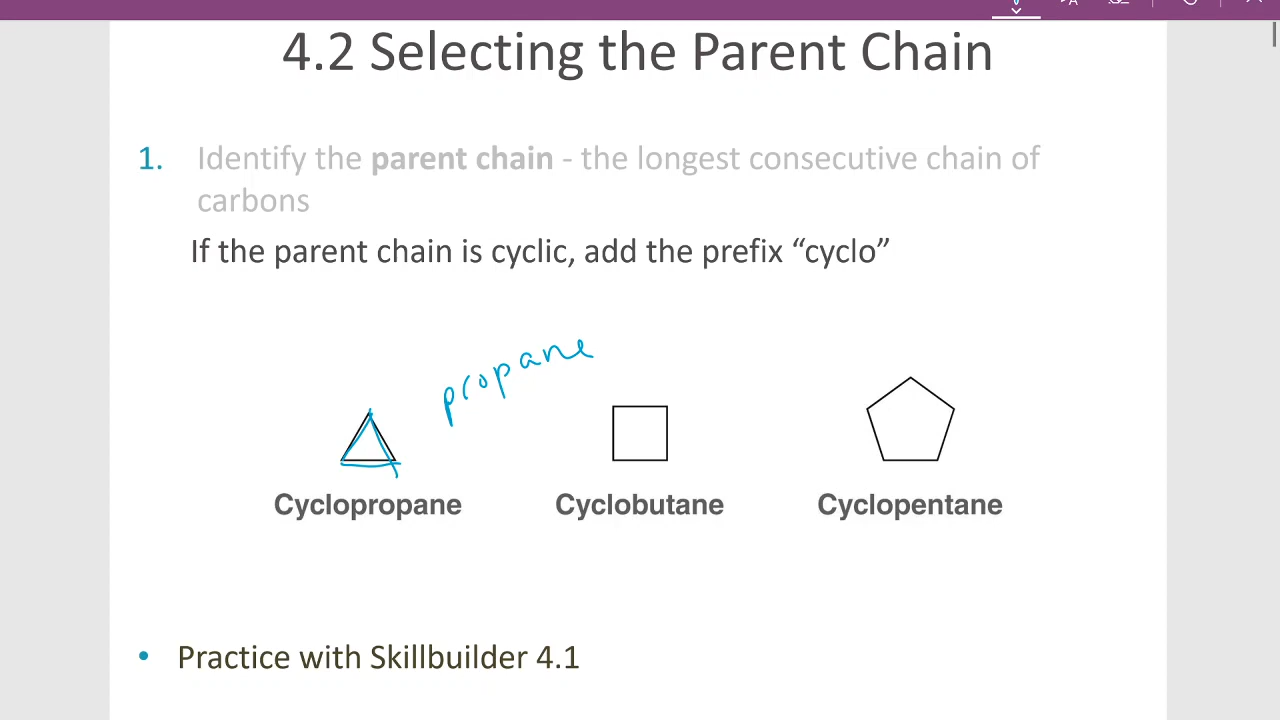 4.2 Selecting the Parent Chain
1. Identify the parent chain - the longest consecutive chain of
carbons
If the parent chain is cyclic, add the prefix “cyclo”
propane
Cyclopropane Cyclobutane Cyclopentane
• Practice with Skillbuilder 4.1